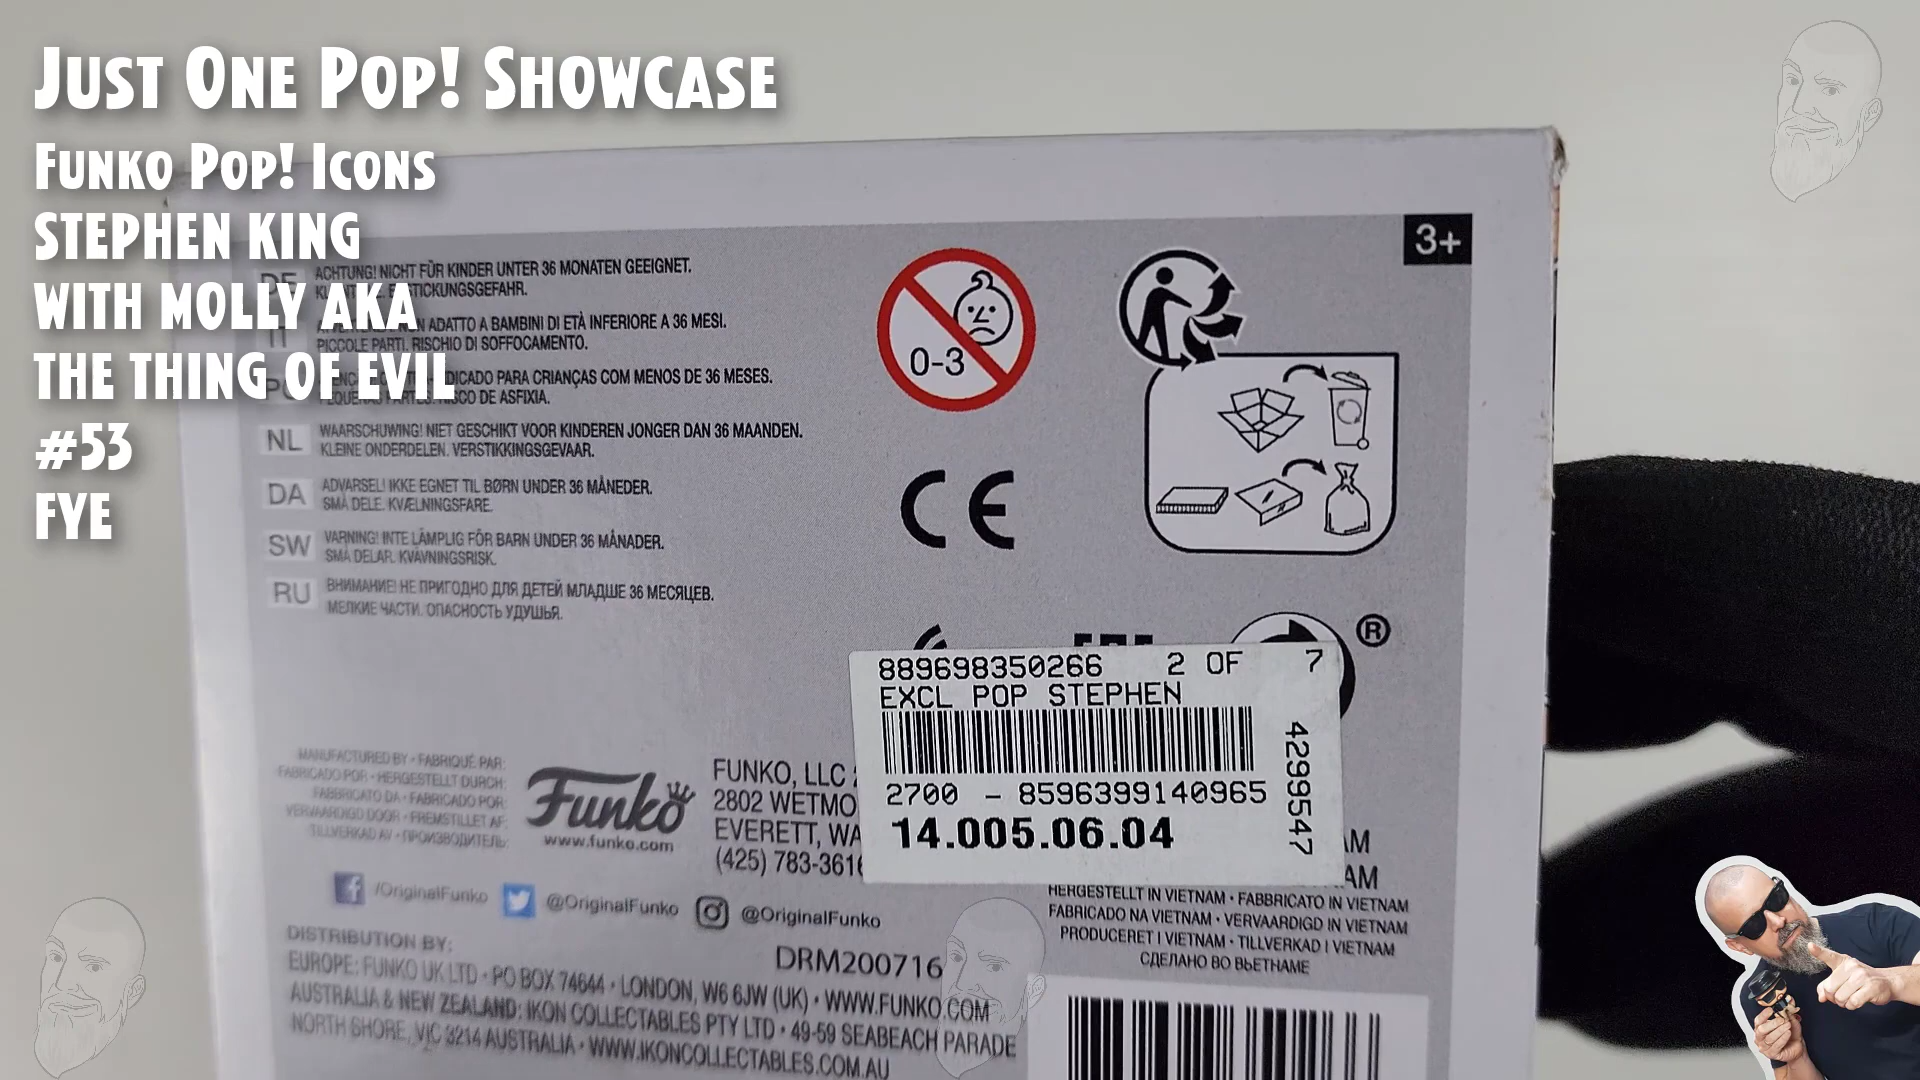 Just One Pop! Showcase
Funko Pop! Icons
STEPHEN KING
WITH MOLLY AKA
THE THING OF EVIL
#53
FYE
3+
DE
ACHTUNG! NICHT FÜR KINDER UNTER 36 MONATEN GEEIGNET.
IT
ADATTO A BAMBINI DI ETÀ INFERIORE A 36 MESI.
PICCOLE PARTI. RISCHIO DI SOFFOCAMENTO.
PARA CRIANÇAS COM MENOS DE 36 MESES.
DE ASFIXIA.
NL
WAARSCHUWING! NIET GESCHIKT VOOR KINDEREN JONGER DAN 36 MAANDEN.
KLEINE ONDERDELEN. VERSTIKKINGSGEVAAR.
DA
ADVARSEL! IKKE EGNET TIL BØRN UNDER 36 MÅNEDER.
SMÅ DELE. KVÆLNINGSFARE.
SW
VARNING! INTE LÄMPLIG FÖR BARN UNDER 36 MÅNADER.
SMÅ DELAR. KVÄVNINGSRISK.
RU
ВНИМАНИЕ! НЕ ПРИГОДНО ДЛЯ ДЕТЕЙ МЛАДШЕ 36 МЕСЯЦЕВ.
МЕЛКИЕ ЧАСТИ. ОПАСНОСТЬ УДУШЬЯ.
0-3
CE
®
889698350266 2 OF 7
EXCL POP STEPHEN
2700 - 8596399140965
14.005.06.04
4299547
MANUFACTURED BY • FABRIQUÉ PAR:
FABRICADO POR • HERGESTELLT DURCH:
FABBRICATO DA • FABRICADO POR:
VERVAARDIGD DOOR • FREMSTILLET AF:
TILLVERKAD AV • ПРОИЗВОДИТЕЛЬ:
Funko
www.funko.com
FUNKO, LLC
2802 WETMO
EVERETT, WA
(425) 783-3616
AM
AM
HERGESTELLT IN VIETNAM • FABBRICATO IN VIETNAM
FABRICADO NA VIETNAM • VERVAARDIGD IN VIETNAM
PRODUCERET I VIETNAM • TILLVERKAD I VIETNAM
СДЕЛАНО ВО ВЬЕТНАМЕ
/OriginalFunko @OriginalFunko @OriginalFunko
DRM200716
DISTRIBUTION BY:
EUROPE: FUNKO UK LTD • PO BOX 74644 • LONDON, W6 6JW (UK) • WWW.FUNKO.COM
AUSTRALIA & NEW ZEALAND: IKON COLLECTABLES PTY LTD • 49-59 SEABEACH PARADE
NORTH SHORE, VIC 3214 AUSTRALIA • WWW.IKONCOLLECTABLES.COM.AU